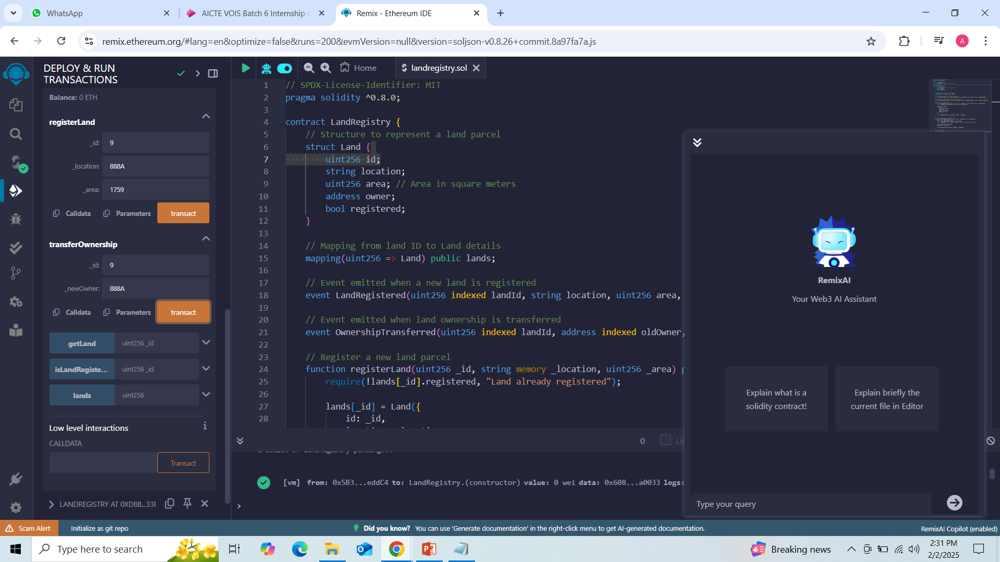 WhatsApp
AICTE VOIS Batch 6 Internship c
Remix - Ethereum IDE
remix.ethereum.org/#lang=en&optimize=false&runs=200&evmVersion=null&version=soljson-v0.8.26+commit.8a97fa7a.js
A
DEPLOY & RUN
TRANSACTIONS
Balance: 0 ETH
registerLand
_id: 9
_location: 888A
_area: 1759
Calldata Parameters transact
transferOwnership
_id: 9
_newOwner: 888A
Calldata Parameters transact
getLand uint256 _id
isLandRegiste... uint256 _id
lands uint256
Low level interactions i
CALLDATA
Transact
LANDREGISTRY AT 0XD8B...33F
Home
landregistry.sol
1 // SPDX-License-Identifier: MIT
2 pragma solidity ^0.8.0;
3
4 contract LandRegistry {
5 // Structure to represent a land parcel
6 struct Land {
7 uint256 id;
8 string location;
9 uint256 area; // Area in square meters
10 address owner;
11 bool registered;
12 }
13
14 // Mapping from land ID to Land details
15 mapping(uint256 => Land) public lands;
16
17 // Event emitted when a new land is registered
18 event LandRegistered(uint256 indexed landId, string location, uint256 area,
19
20 // Event emitted when land ownership is transferred
21 event OwnershipTransferred(uint256 indexed landId, address indexed oldOwner,
22
23 // Register a new land parcel
24 function registerLand(uint256 _id, string memory _location, uint256 _area) p
25 require(!lands[_id].registered, "Land already registered");
26
27 lands[_id] = Land({
28 id: _id,
0 Lis
[vm] from: 0x5B3...eddC4 to: LandRegistry.(constructor) value: 0 wei data: 0x608...a0033 logs:
>
RemixAI
Your Web3 AI Assistant
Explain what is a
solidity contract!
Explain briefly the
current file in Editor
Type your query
Scam Alert
Initialize as git repo
Did you know? You can use 'Generate documentation' in the right-click menu to get AI-generated documentation.
RemixAI Copilot (enabled)
Type here to search
Breaking news
2:31 PM
2/2/2025